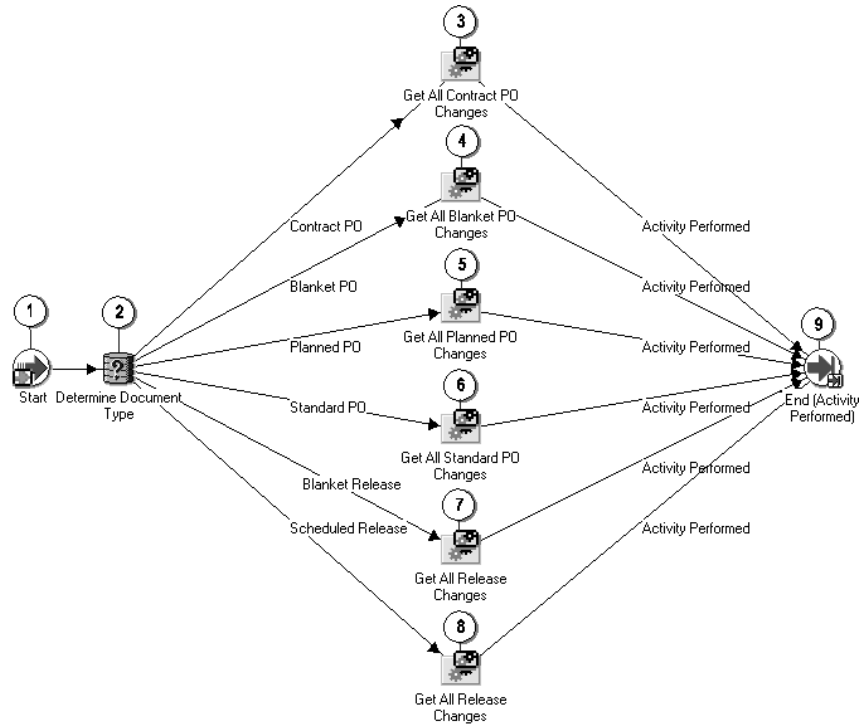 3
Get All Contract PO
Changes
4
Get All Blanket PO
Changes
Contract PO
Activity Performed
5
Blanket PO
Activity Performed
1
2
9
Get All Planned PO
Changes
Planned PO
Activity Performed
6
Start
Determine Document
Type
End (Activity
Performed)
Standard PO
Activity Performed
Get All Standard PO
Changes
Blanket Release
Activity Performed
7
Scheduled Release
Activity Performed
Get All Release
Changes
8
Get All Release
Changes